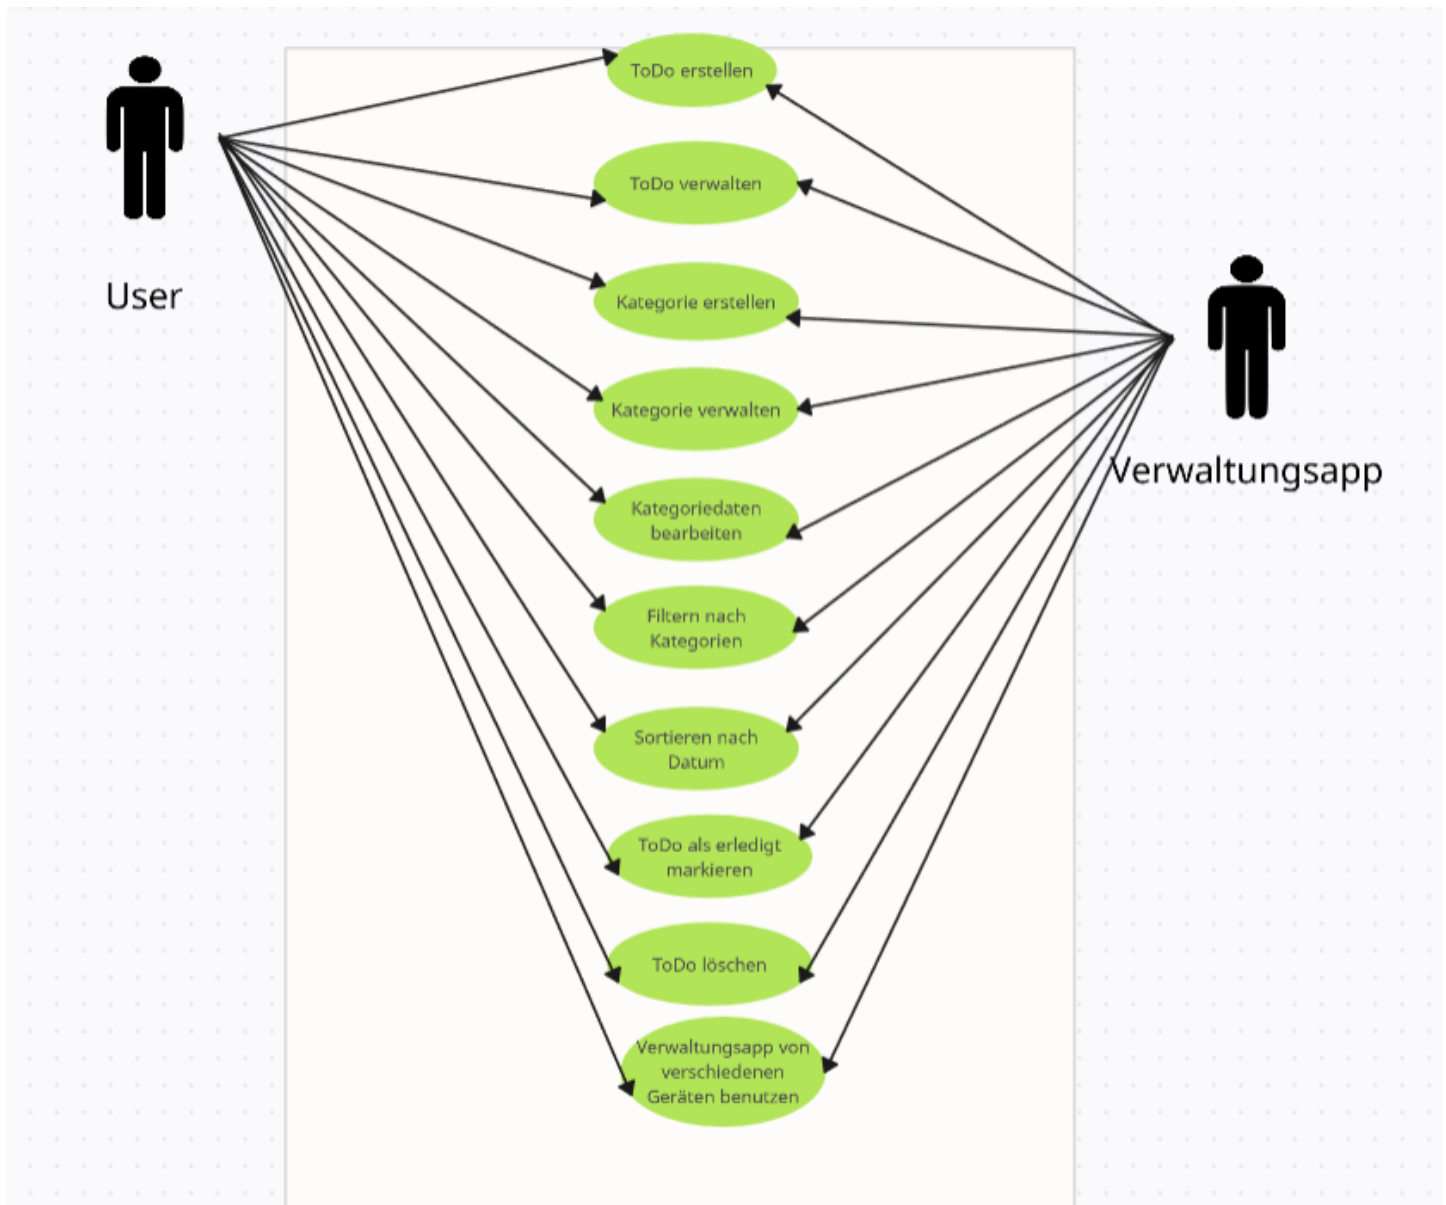 ToDo erstellen
ToDo verwalten
User
Kategorie erstellen
Kategorie verwalten
Verwaltungsapp
Kategoriedaten
bearbeiten
Filtern nach
Kategorien
Sortieren nach
Datum
ToDo als erledigt
markieren
ToDo löschen
Verwaltungsapp von
verschiedenen
Geräten benutzen